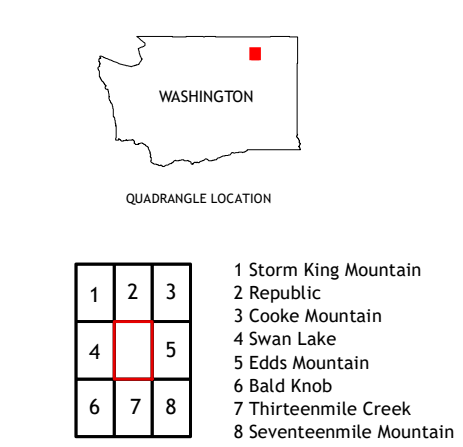 WASHINGTON
QUADRANGLE LOCATION
1 2 3
4 5
6 7 8
1 Storm King Mountain
2 Republic
3 Cooke Mountain
4 Swan Lake
5 Edds Mountain
6 Bald Knob
7 Thirteenmile Creek
8 Seventeenmile Mountain